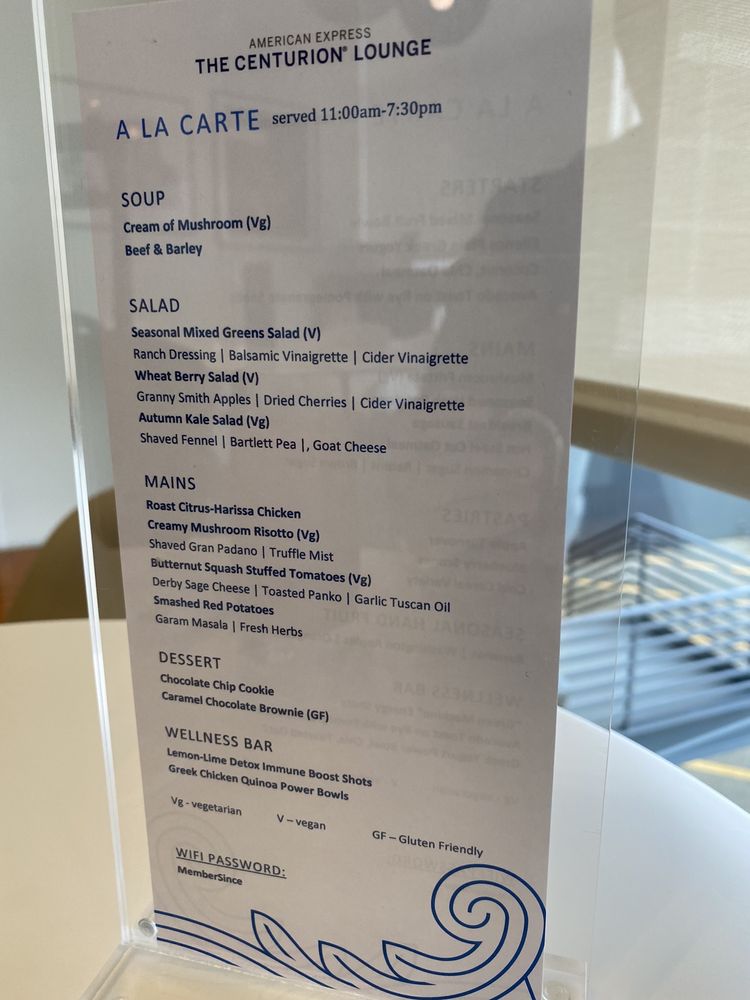 AMERICAN EXPRESS
THE CENTURION® LOUNGE
A LA CARTE served 11:00am-7:30pm
SOUP
Cream of Mushroom (Vg)
Beef & Barley
SALAD
Seasonal Mixed Greens Salad (V)
Ranch Dressing | Balsamic Vinaigrette | Cider Vinaigrette
Wheat Berry Salad (V)
Granny Smith Apples | Dried Cherries | Cider Vinaigrette
Autumn Kale Salad (Vg)
Shaved Fennel | Bartlett Pea |, Goat Cheese
MAINS
Roast Citrus-Harissa Chicken
Creamy Mushroom Risotto (Vg)
Shaved Gran Padano | Truffle Mist
Butternut Squash Stuffed Tomatoes (Vg)
Derby Sage Cheese | Toasted Panko | Garlic Tuscan Oil
Smashed Red Potatoes
Garam Masala | Fresh Herbs
DESSERT
Chocolate Chip Cookie
Caramel Chocolate Brownie (GF)
WELLNESS BAR
Lemon-Lime Detox Immune Boost Shots
Greek Chicken Quinoa Power Bowls
Vg - vegetarian V – vegan GF – Gluten Friendly
WIFI PASSWORD:
MemberSince